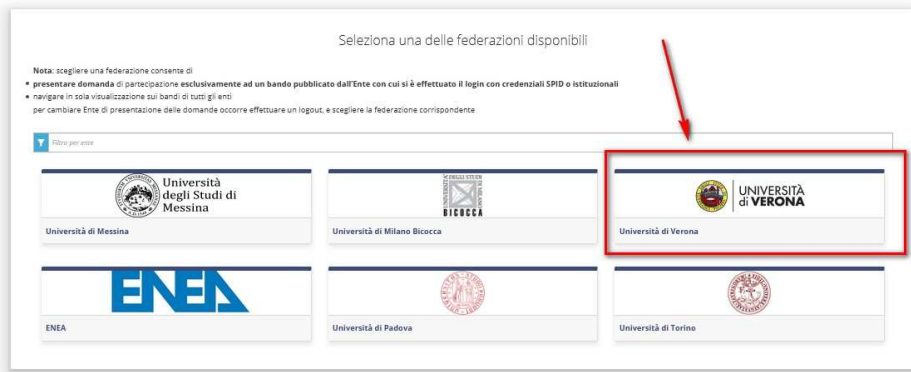 Seleziona una delle federazioni disponibili
Nota: scegliere una federazione consente di
• presentare domanda di partecipazione esclusivamente ad un bando pubblicato dall'Ente con cui si è effettuato il login con credenziali SPID o istituzionali
• navigare in sola visualizzazione sui bandi di tutti gli enti
per cambiare Ente di presentazione delle domande occorre effettuare un logout, e scegliere la federazione corrispondente
Filtro per ente
Università
degli Studi di
Messina
Università di Messina
BICOCCA
Università di Milano Bicocca
UNIVERSITÀ
di VERONA
Università di Verona
ENEA
ENEA
Università di Padova
Università di Torino